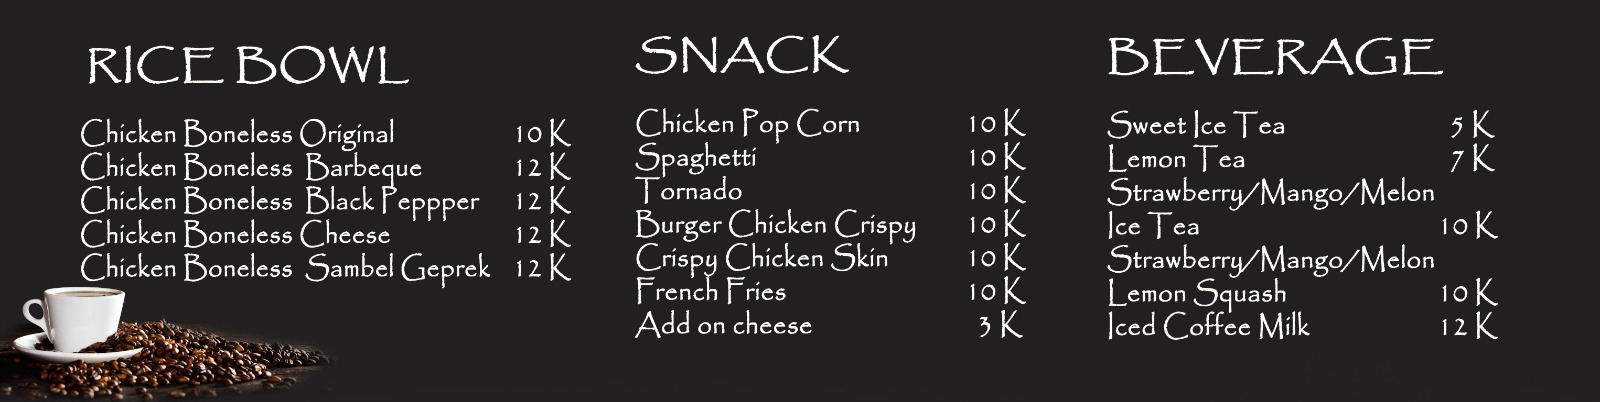 RICE BOWL
Chicken Boneless Original 10 K
Chicken Boneless Barbeque 12 K
Chicken Boneless Black Peppper 12 K
Chicken Boneless Cheese 12 K
Chicken Boneless Sambel Geprek 12 K
SNACK
Chicken Pop Corn 10 K
Spaghetti 10 K
Tornado 10 K
Burger Chicken Crispy 10 K
Crispy Chicken Skin 10 K
French Fries 10 K
Add on cheese 3 K
BEVERAGE
Sweet Ice Tea 5 K
Lemon Tea 7 K
Strawberry/Mango/Melon
Ice Tea 10 K
Strawberry/Mango/Melon
Lemon Squash 10 K
Iced Coffee Milk 12 K